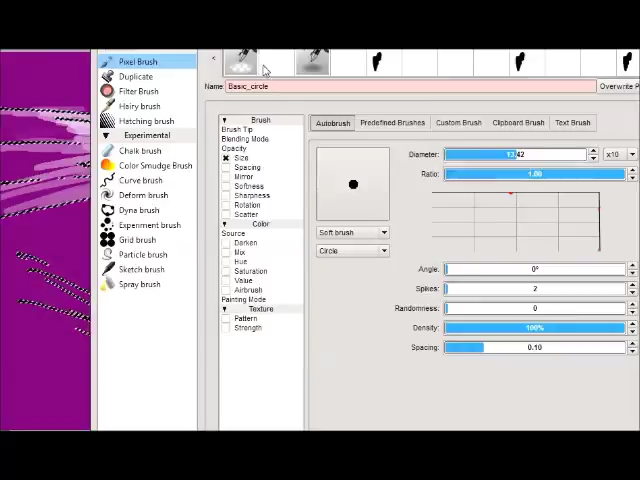 Pixel Brush
Duplicate
Filter Brush
Hairy brush
Hatching brush
Experimental
Chalk brush
Color Smudge Brush
Curve brush
Deform brush
Dyna brush
Experiment brush
Grid brush
Particle brush
Sketch brush
Spray brush
<
Name: Basic_circle Overwrite P
Brush
Brush Tip
Blending Mode
Opacity
Size
Spacing
Mirror
Softness
Sharpness
Rotation
Scatter
Color
Source
Darken
Mix
Hue
Saturation
Value
Airbrush
Painting Mode
Texture
Pattern
Strength
Autobrush Predefined Brushes Custom Brush Clipboard Brush Text Brush
Soft brush
Circle
Diameter: 13.42 x10
Ratio: 1.00
Angle: 0°
Spikes: 2
Randomness: 0
Density: 100%
Spacing: 0.10